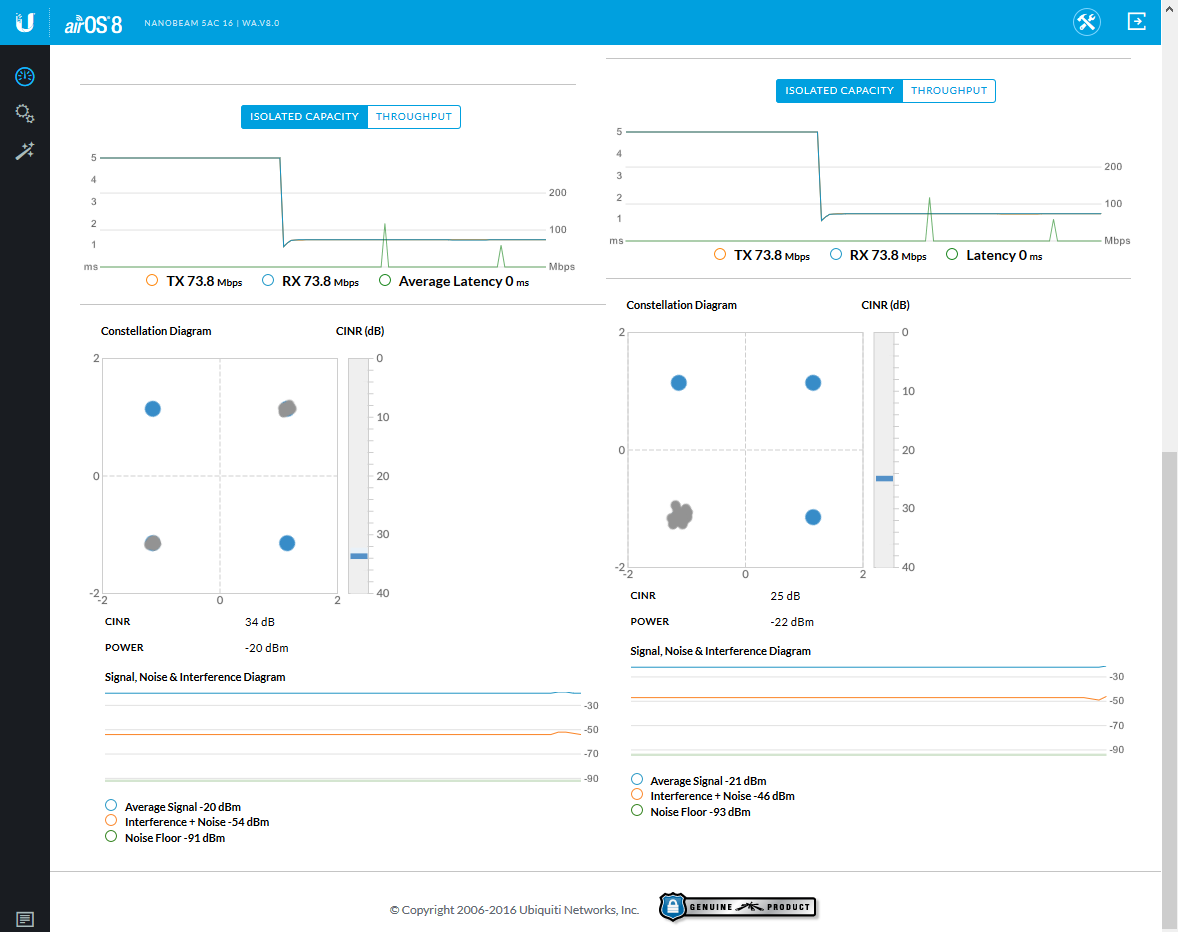 airOS 8 NANOBEAM 5AC 16 | WA.V8.0
ISOLATED CAPACITY THROUGHPUT
5
4
3
2
1
ms
200
100
Mbps
TX 73.8 Mbps RX 73.8 Mbps Average Latency 0 ms
Constellation Diagram CINR (dB)
2
0
-2
-2 0 2
0
10
20
30
40
CINR 34 dB
POWER -20 dBm
Signal, Noise & Interference Diagram
-30
-50
-70
-90
Average Signal -20 dBm
Interference + Noise -54 dBm
Noise Floor -91 dBm
ISOLATED CAPACITY THROUGHPUT
5
4
3
2
1
ms
200
100
Mbps
TX 73.8 Mbps RX 73.8 Mbps Latency 0 ms
Constellation Diagram CINR (dB)
2
0
-2
-2 0 2
0
10
20
30
40
CINR 25 dB
POWER -22 dBm
Signal, Noise & Interference Diagram
-30
-50
-70
-90
Average Signal -21 dBm
Interference + Noise -46 dBm
Noise Floor -93 dBm
© Copyright 2006-2016 Ubiquiti Networks, Inc. GENUINE PRODUCT